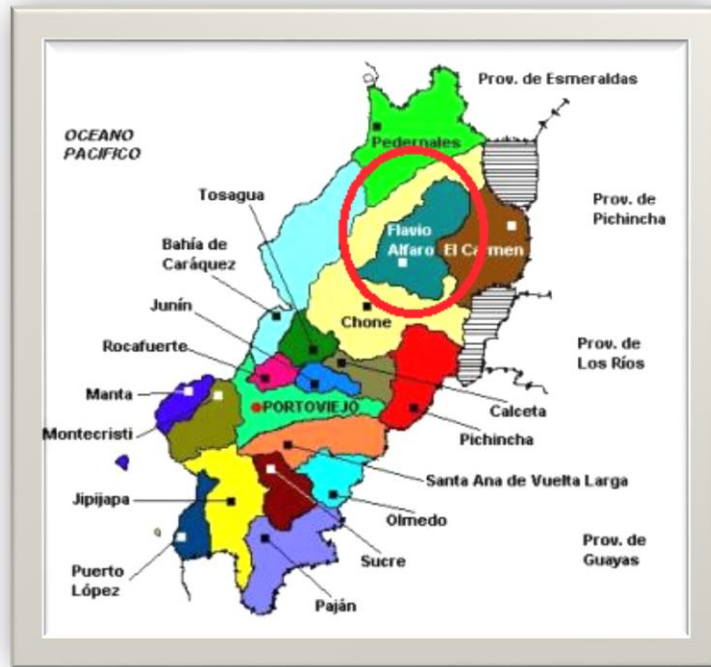 Prov. de Esmeraldas
OCEANO
PACIFICO
Pedernales
Tosagua
Prov. de
Pichincha
Bahía de
Caráquez
Flavio
Alfaro
El Carmen
Junín
Chone
Rocafuerte
Prov. de
Los Ríos
Manta
PORTOVIEJO
Calceta
Montecristi
Pichincha
Santa Ana de Vuelta Larga
Jipijapa
Olmedo
Prov. de
Guayas
Sucre
Puerto
López
Paján